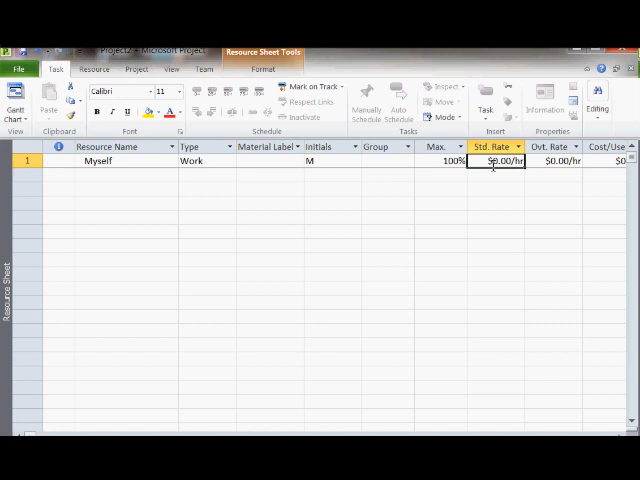 Project2 - Microsoft Project
Resource Sheet Tools
File Task Resource Project View Team Format
Gantt Chart
Paste
Calibri 11
B I U A
Mark on Track
Respect Links
Inactivate
Manually Schedule
Auto Schedule
Inspect
Move
Mode
Task
Information
Editing
View Clipboard Font Schedule Tasks Insert Properties
Resource Name Type Material Label Initials Group Max. Std. Rate Ovt. Rate Cost/Use
1 Myself Work M 100% $0.00/hr $0.00/hr $0
Resource Sheet